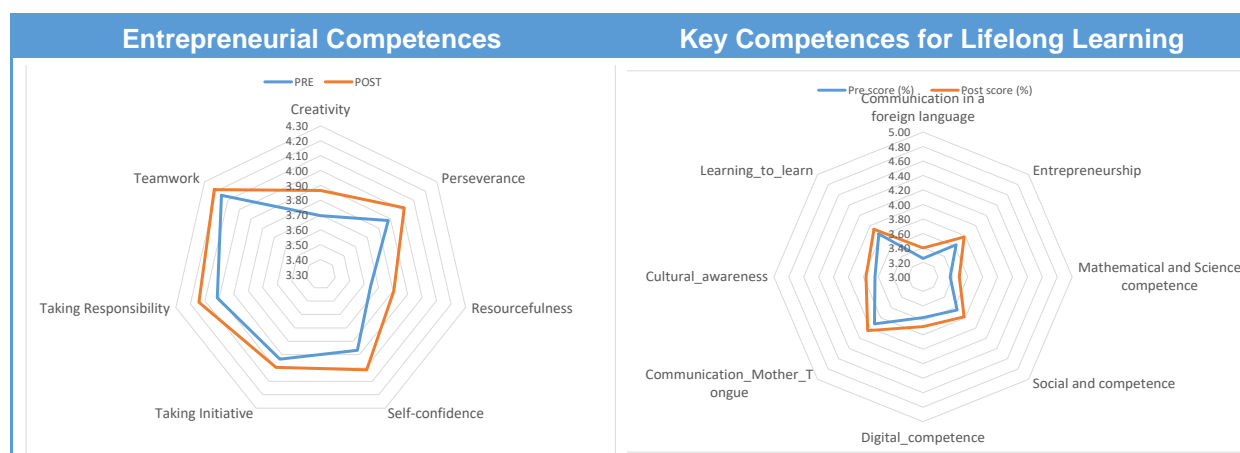 Entrepreneurial Competences
PRE POST
Creativity
4.30
4.20
4.10
4.00
3.90
3.80
3.70
3.60
3.50
3.40
3.30
Perseverance
Resourcefulness
Self-confidence
Taking Initiative
Taking Responsibility
Teamwork
Key Competences for Lifelong Learning
Pre score (%) Post score (%)
Communication in a
foreign language
5.00
4.80
4.60
4.40
4.20
4.00
3.80
3.60
3.40
3.20
3.00
Entrepreneurship
Mathematical and Science
competence
Social and competence
Digital_competence
Communication_Mother_T
ongue
Cultural_awareness
Learning_to_learn